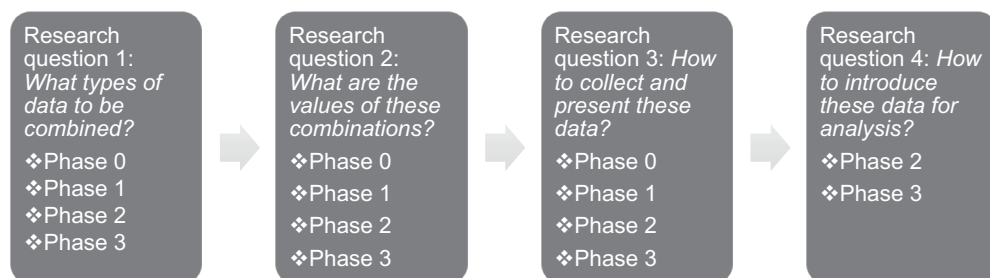 Research
question 1:
What types of
data to be
combined?
❖Phase 0
❖Phase 1
❖Phase 2
❖Phase 3
Research
question 2:
What are the
values of these
combinations?
❖Phase 0
❖Phase 1
❖Phase 2
❖Phase 3
Research
question 3: How
to collect and
present these
data?
❖Phase 0
❖Phase 1
❖Phase 2
❖Phase 3
Research
question 4: How
to introduce
these data for
analysis?
❖Phase 2
❖Phase 3